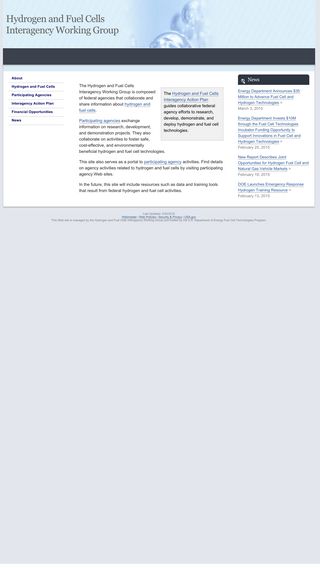 Hydrogen and Fuel Cells
Interagency Working Group
About
Hydrogen and Fuel Cells
Participating Agencies
Interagency Action Plan
Financial Opportunities
News
The Hydrogen and Fuel Cells
Interagency Working Group is composed
of federal agencies that collaborate and
share information about hydrogen and
fuel cells.
Participating agencies exchange
information on research, development,
and demonstration projects. They also
collaborate on activities to foster safe,
cost-effective, and environmentally
beneficial hydrogen and fuel cell technologies.
This site also serves as a portal to participating agency activities. Find details
on agency activities related to hydrogen and fuel cells by visiting participating
agency Web sites.
In the future, this site will include resources such as data and training tools
that result from federal hydrogen and fuel cell activities.
The Hydrogen and Fuel Cells
Interagency Action Plan
guides collaborative federal
agency efforts to research,
develop, demonstrate, and
deploy hydrogen and fuel cell
technologies.
News
Energy Department Announces $35
Million to Advance Fuel Cell and
Hydrogen Technologies
March 3, 2015
Energy Department Invests $10M
through the Fuel Cell Technologies
Incubator Funding Opportunity to
Support Innovations in Fuel Cell and
Hydrogen Technologies
February 20, 2015
New Report Describes Joint
Opportunities for Hydrogen Fuel Cell and
Natural Gas Vehicle Markets
February 19, 2015
DOE Launches Emergency Response
Hydrogen Training Resource
February 13, 2015
Webmaster | Web Policies | Security & Privacy | USA.gov
This Web site is managed by the Hydrogen and Fuel Cells Interagency Working Group and hosted by the U.S. Department of Energy Fuel Cell Technologies Program.